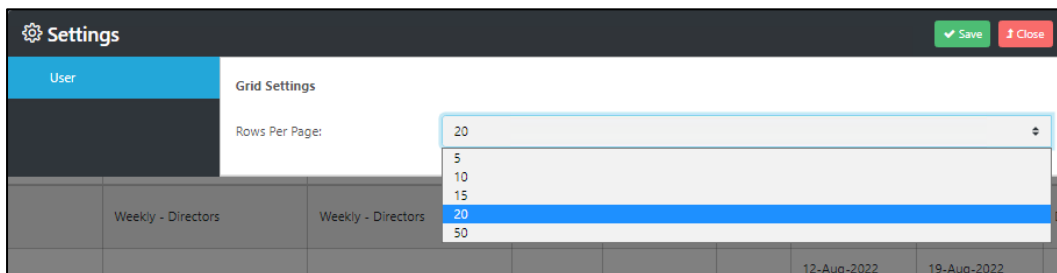 Settings
Save
Close
User
Grid Settings
Rows Per Page:
20
5
10
15
20
50
Weekly - Directors
Weekly - Directors
12-Aug-2022
19-Aug-2022